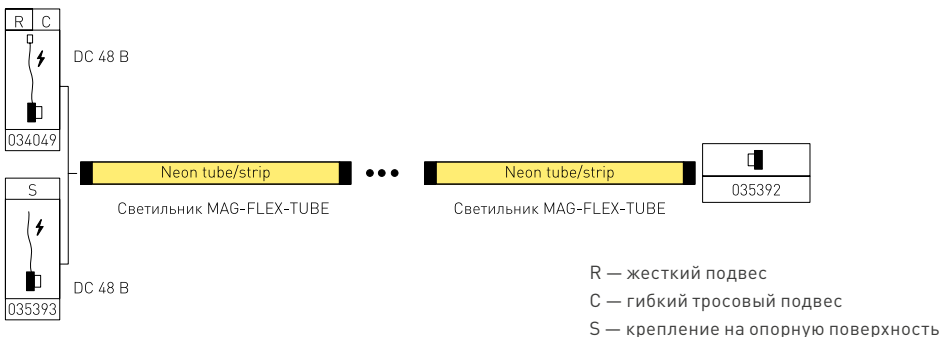 R C
DC 48 В
034049
Neon tube/strip
Neon tube/strip
035392
S
Светильник MAG-FLEX-TUBE
Светильник MAG-FLEX-TUBE
DC 48 В
035393
R — жесткий подвес
C — гибкий тросовый подвес
S — крепление на опорную поверхность